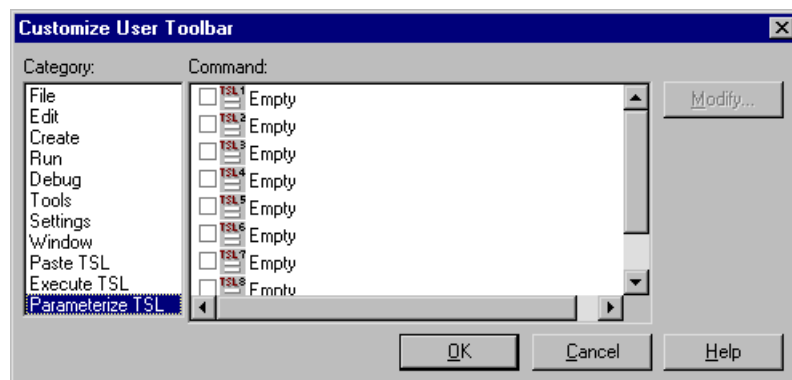 Customize User Toolbar
Category:
Command:
File
Edit
Create
Run
Debug
Tools
Settings
Window
Paste TSL
Execute TSL
Parameterize TSL
TSL1 Empty
TSL2 Empty
TSL3 Empty
TSL4 Empty
TSL5 Empty
TSL6 Empty
TSL7 Empty
TSL8 Empty
Modify...
OK
Cancel
Help